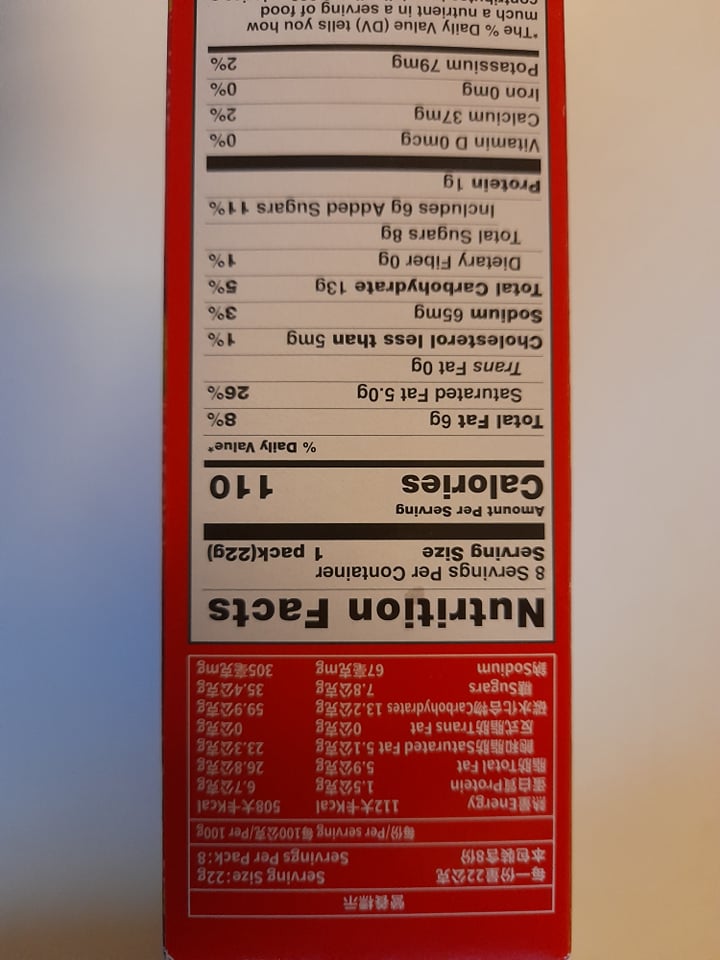 營養標示
每一份量22公克 Serving Size:22g
本包裝含8份 Servings Per Pack:8
每份/Per serving 每100公克/Per 100g
熱量Energy 112大卡Kcal 508大卡Kcal
蛋白質Protein 1.5公克g 6.7公克g
脂肪Total Fat 5.9公克g 26.8公克g
飽和脂肪Saturated Fat 5.1公克g 23.3公克g
反式脂肪Trans Fat 0公克g 0公克g
碳水化合物Carbohydrates 13.2公克g 59.9公克g
糖Sugars 7.8公克g 35.4公克g
鈉Sodium 67毫克mg 305毫克mg
Nutrition Facts
8 Servings Per Container
Serving Size 1 pack(22g)
Amount Per Serving
Calories 110
% Daily Value*
Total Fat 6g 8%
Saturated Fat 5.0g 26%
Trans Fat 0g
Cholesterol less than 5mg 1%
Sodium 65mg 3%
Total Carbohydrate 13g 5%
Dietary Fiber 0g 1%
Total Sugars 8g
Includes 6g Added Sugars 11%
Protein 1g
Vitamin D 0mcg 0%
Calcium 37mg 2%
Iron 0mg 0%
Potassium 79mg 2%
*The % Daily Value (DV) tells you how
much a nutrient in a serving of food